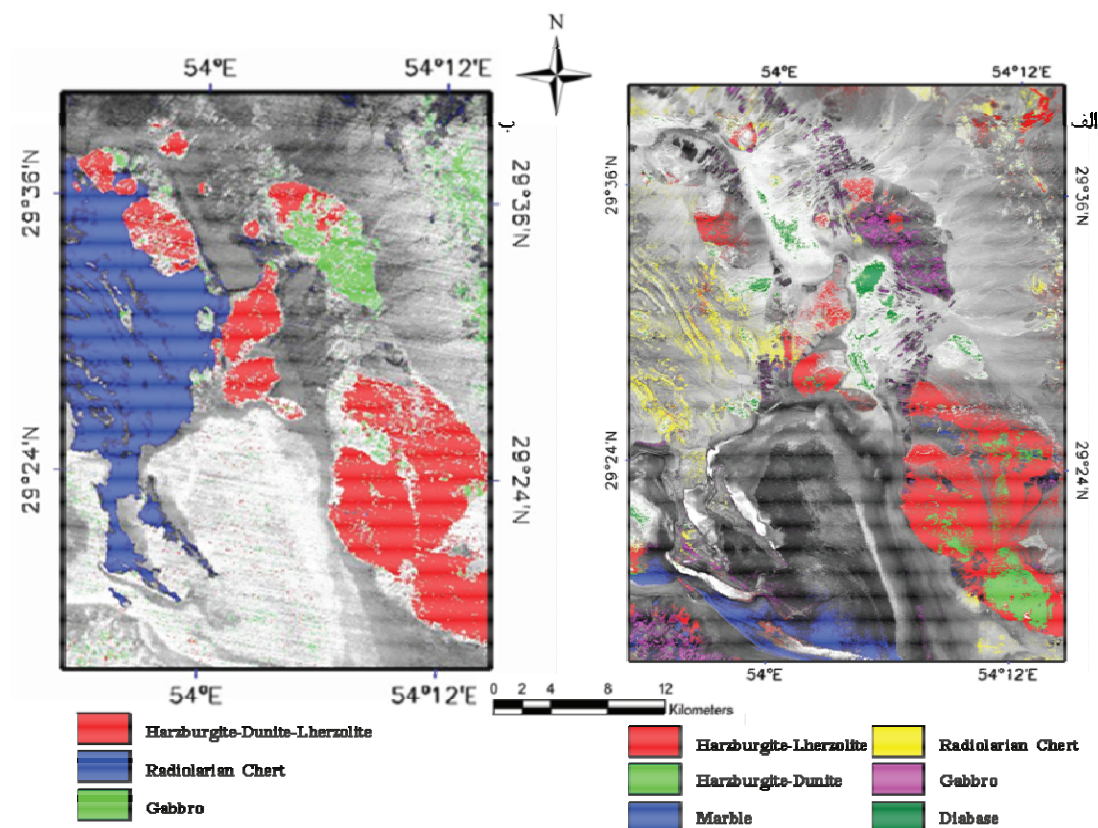 N
54°E 54°12'E
54°E 54°12'E
ب.
الف.
29°36'N
29°36'N
29°36'N
29°36'N
29°24'N
29°24'N
29°24'N
29°24'N
54°E 54°12'E
54°E 54°12'E
0 2 4 8 12
Kilometers
Harzburgite-Dunite-Lherzolite
Radiolarian Chert
Gabbro
Harzburgite-Lherzolite
Radiolarian Chert
Harzburgite-Dunite
Gabbro
Marble
Diabase